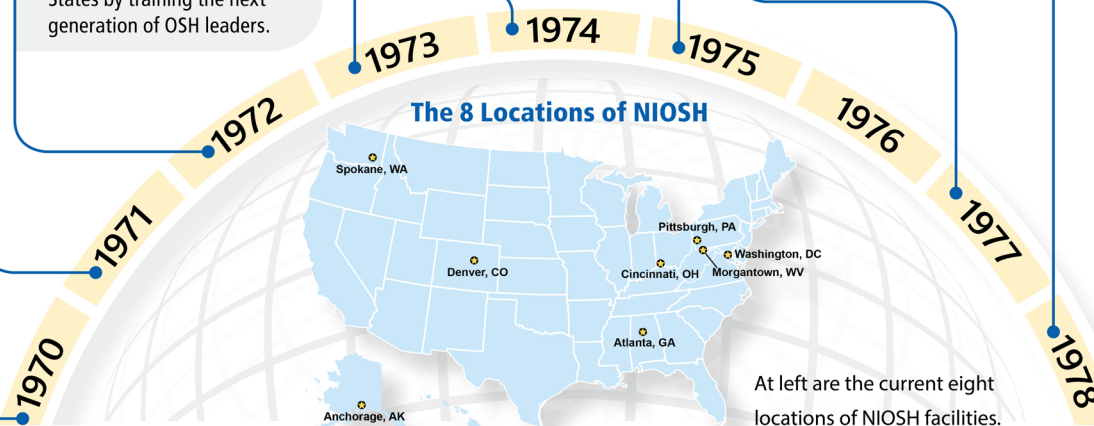 States by training the next
generation of OSH leaders.
1970
1971
1972
1973
1974
1975
1976
1977
1978
The 8 Locations of NIOSH
Spokane, WA
Denver, CO
Pittsburgh, PA
Washington, DC
Cincinnati, OH
Morgantown, WV
Atlanta, GA
Anchorage, AK
At left are the current eight
locations of NIOSH facilities.